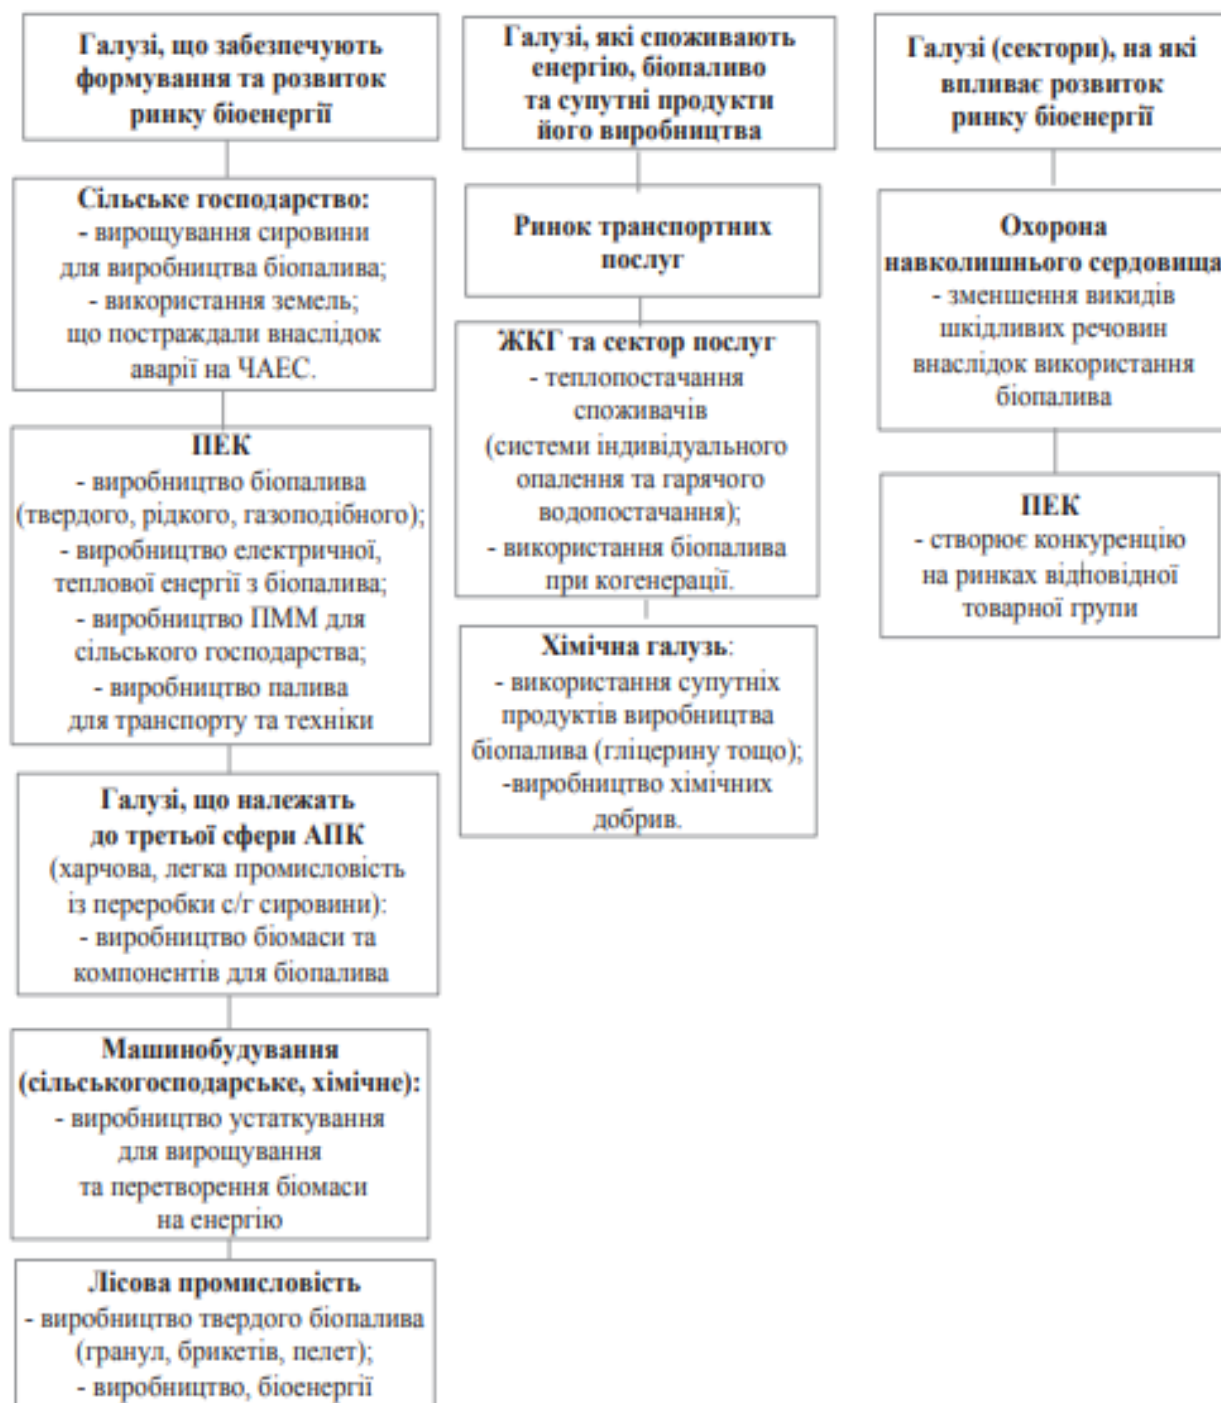 Галузі, що забезпечують
формування та розвиток
ринку біоенергії
Сільське господарство:
- вирощування сировини
для виробництва біопалива;
- використання земель;
що постраждали внаслідок
аварії на ЧАЕС.
ПЕК
- виробництво біопалива
(твердого, рідкого, газоподібного);
- виробництво електричної,
теплової енергії з біопалива;
- виробництво ПММ для
сільського господарства;
- виробництво палива
для транспорту та техніки
Галузі, що належать
до третьої сфери АПК
(харчова, легка промисловість
із переробки с/г сировини):
- виробництво біомаси та
компонентів для біопалива
Машинобудування
(сільськогосподарське, хімічне):
- виробництво устаткування
для вирощування
та перетворення біомаси
на енергію
Лісова промисловість
- виробництво твердого біопалива
(гранул, брикетів, пелет);
- виробництво, біоенергії
Галузі, які споживають
енергію, біопаливо
та супутні продукти
його виробництва
Ринок транспортних
послуг
ЖКГ та сектор послуг
- теплопостачання
споживачів
(системи індивідуального
опалення та гарячого
водопостачання);
- використання біопалива
при когенерації.
Хімічна галузь:
- використання супутніх
продуктів виробництва
біопалива (гліцерину тощо);
-виробництво хімічних
добрив.
Галузі (сектори), на які
впливає розвиток
ринку біоенергії
Охорона
навколишнього сердовища
- зменшення викидів
шкідливих речовин
внаслідок використання
біопалива
ПЕК
- створює конкуренцію
на ринках відповідної
товарної групи